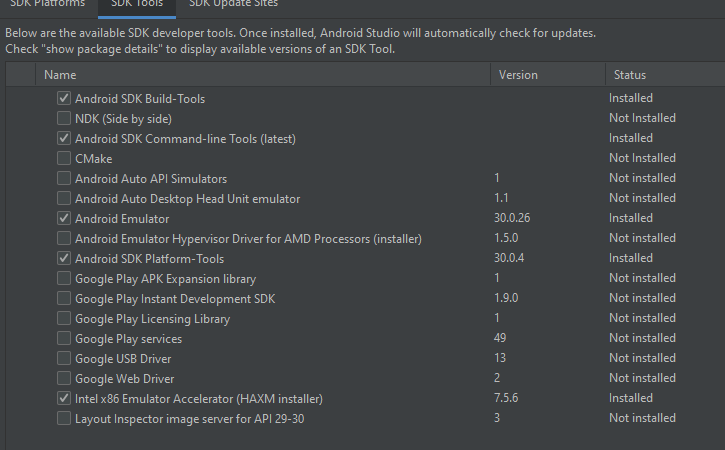 SDK Platforms SDK Tools SDK Update Sites
Below are the available SDK developer tools. Once installed, Android Studio will automatically check for updates.
Check "show package details" to display available versions of an SDK Tool.
Name Version Status
Android SDK Build-Tools Installed
NDK (Side by side) Not Installed
Android SDK Command-line Tools (latest) Installed
CMake Not Installed
Android Auto API Simulators 1 Not installed
Android Auto Desktop Head Unit emulator 1.1 Not installed
Android Emulator 30.0.26 Installed
Android Emulator Hypervisor Driver for AMD Processors (installer) 1.5.0 Not installed
Android SDK Platform-Tools 30.0.4 Installed
Google Play APK Expansion library 1 Not installed
Google Play Instant Development SDK 1.9.0 Not installed
Google Play Licensing Library 1 Not installed
Google Play services 49 Not installed
Google USB Driver 13 Not installed
Google Web Driver 2 Not installed
Intel x86 Emulator Accelerator (HAXM installer) 7.5.6 Installed
Layout Inspector image server for API 29-30 3 Not installed